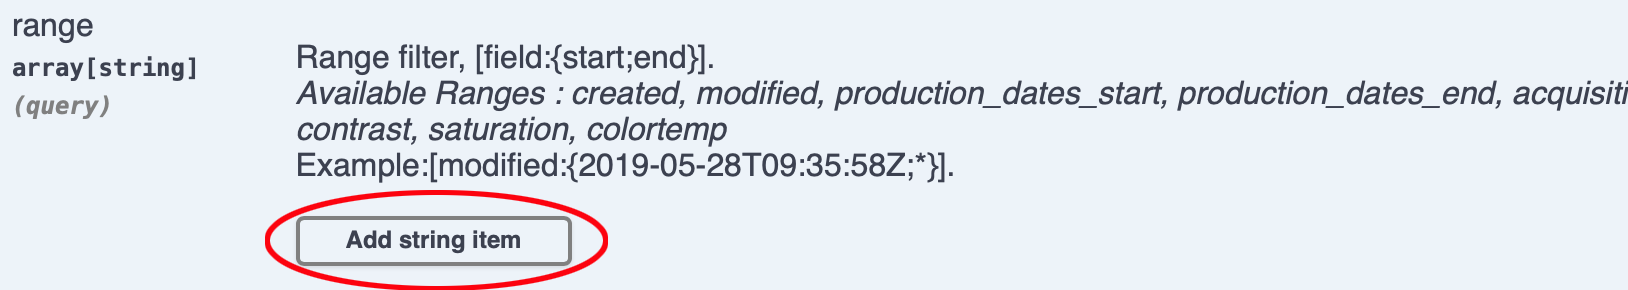 range
array[string]
(query)
Range filter, [field:{start;end}].
Available Ranges : created, modified, production_dates_start, production_dates_end, acquisiti
contrast, saturation, colortemp
Example:[modified:{2019-05-28T09:35:58Z;*}].
Add string item